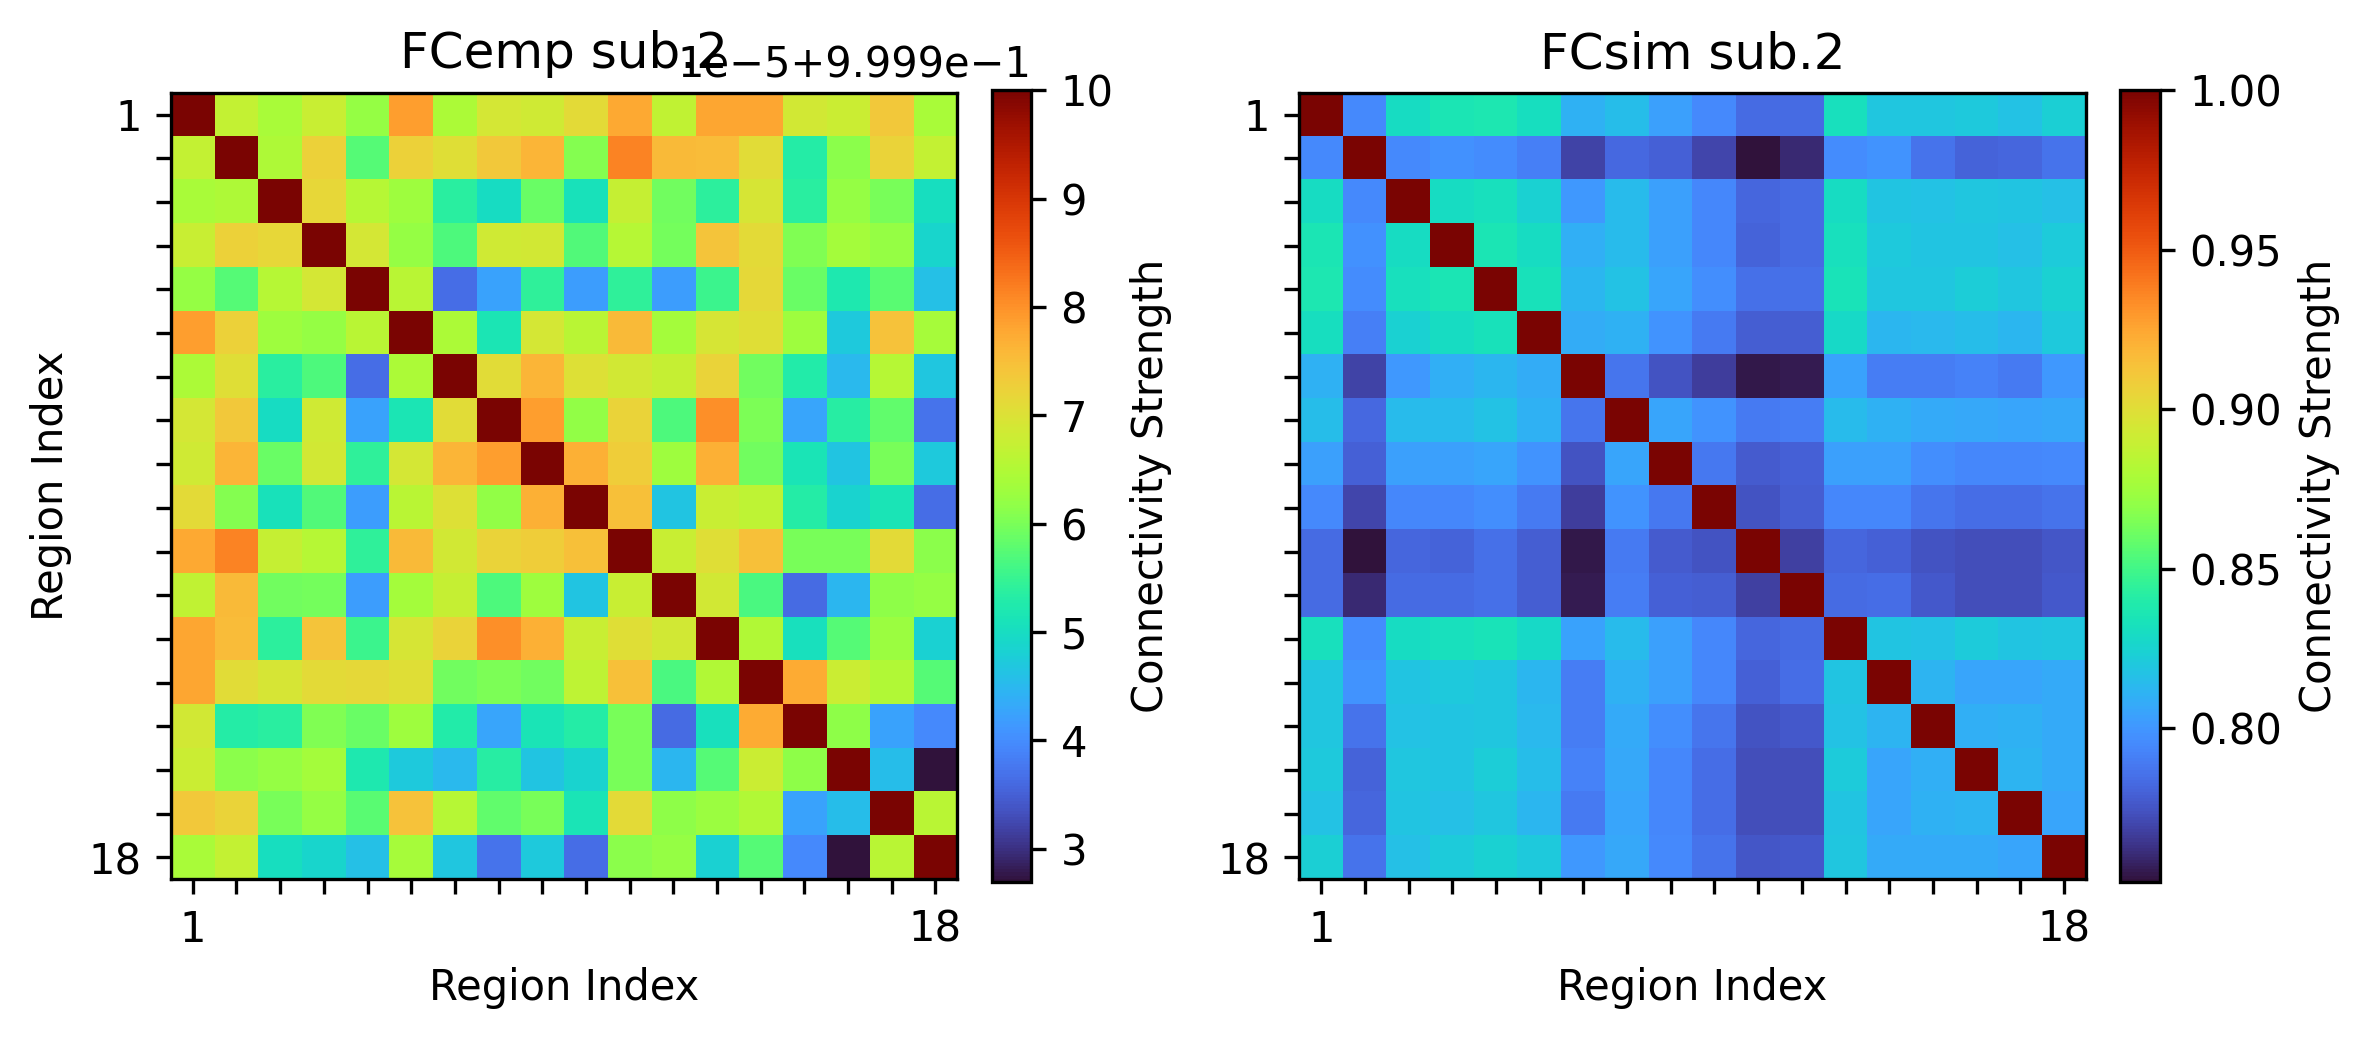 FCemp sub.2
1e−5+9.999e−1
1
18
Region Index
1
18
Region Index
10
9
8
7
6
5
4
3
Connectivity Strength
FCsim sub.2
1
18
1
18
Region Index
1.00
0.95
0.90
0.85
0.80
Connectivity Strength